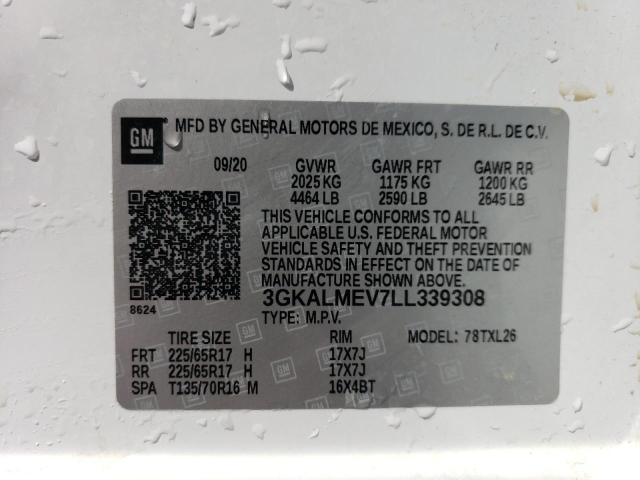 GM MFD BY GENERAL MOTORS DE MEXICO, S. DE R.L. DE C.V.
09/20 GVWR GAWR FRT GAWR RR
2025 KG 1175 KG 1200 KG
4464 LB 2590 LB 2645 LB
THIS VEHICLE CONFORMS TO ALL
APPLICABLE U.S. FEDERAL MOTOR
VEHICLE SAFETY AND THEFT PREVENTION
STANDARDS IN EFFECT ON THE DATE OF
MANUFACTURE SHOWN ABOVE.
3GKALMEV7LL339308
8624
TYPE: M.P.V.
TIRE SIZE RIM MODEL: 78TXL26
FRT 225/65R17 H 17X7J
RR 225/65R17 H 17X7J
SPA T135/70R16 M 16X4BT